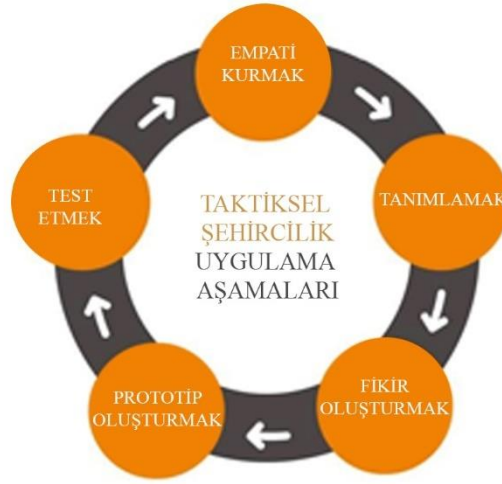 EMPATİ
KURMAK
TANIMLAMAK
FİKİR
OLUŞTURMAK
PROTOTİP
OLUŞTURMAK
TEST
ETMEK
TAKTİKSEL
ŞEHİRCİLİK
UYGULAMA
AŞAMALARI